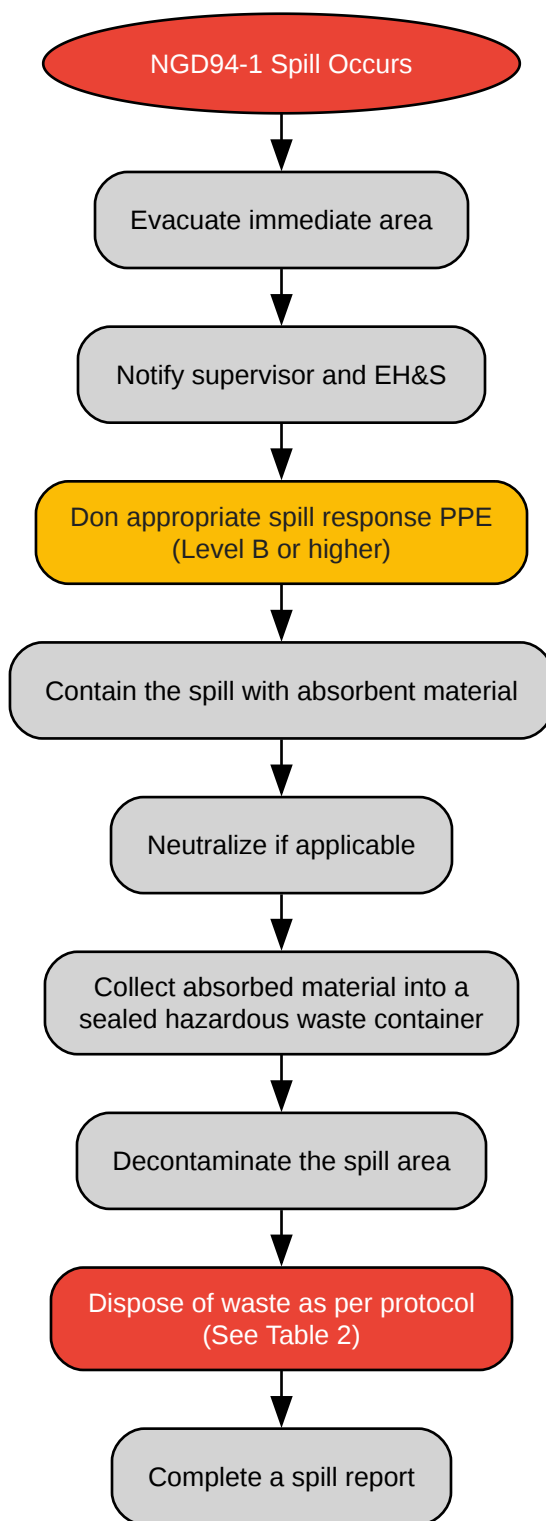 NGD94-1 Spill Occurs
Evacuate immediate area
Notify supervisor and EH&S
Don appropriate spill response PPE
(Level B or higher)
Contain the spill with absorbent material
Neutralize if applicable
Collect absorbed material into a
sealed hazardous waste container
Decontaminate the spill area
Dispose of waste as per protocol
(See Table 2)
Complete a spill report